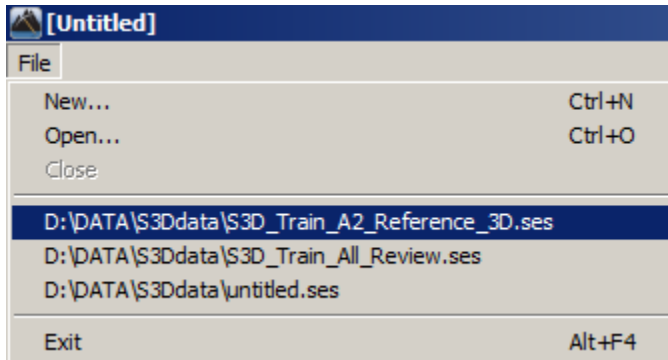 [Untitled]
File
New... Ctrl+N
Open... Ctrl+O
Close
D:\DATA\S3Ddata\S3D_Train_A2_Reference_3D.ses
D:\DATA\S3Ddata\S3D_Train_All_Review.ses
D:\DATA\S3Ddata\untitled.ses
Exit Alt+F4